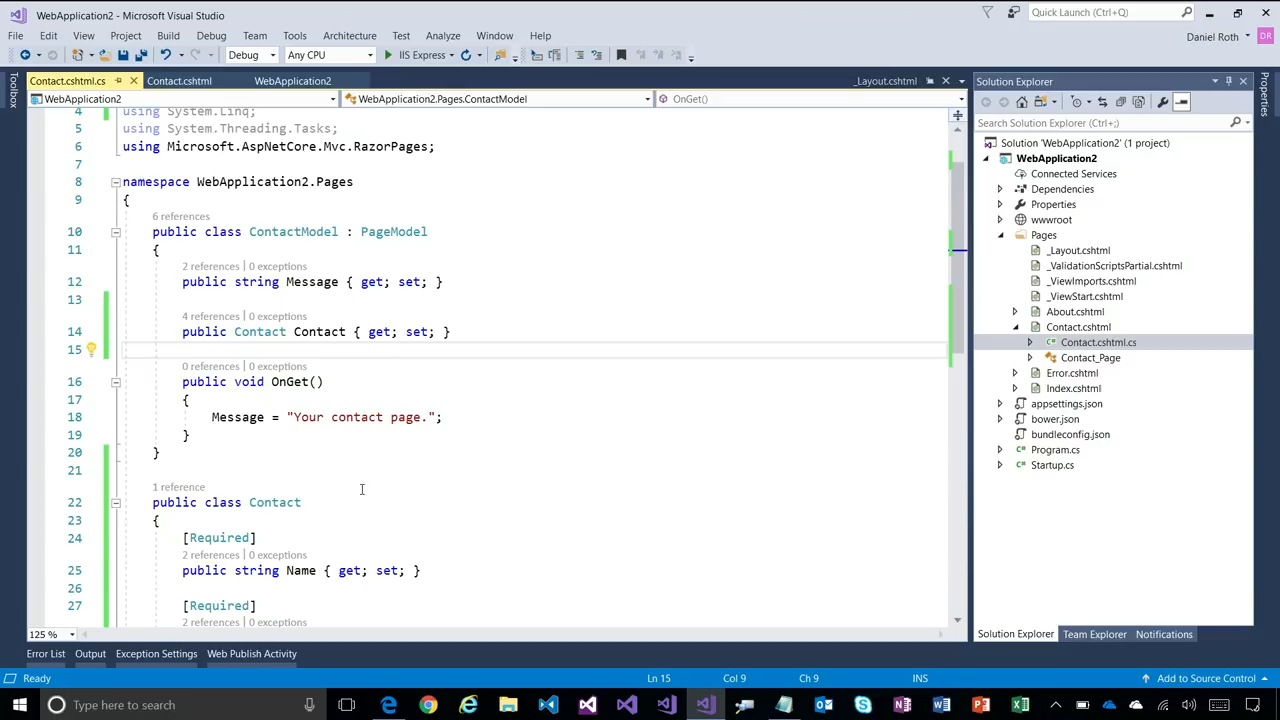 WebApplication2 - Microsoft Visual Studio
Quick Launch (Ctrl+Q)
File Edit View Project Build Debug Team Tools Architecture Test Analyze Window Help
Daniel Roth DR
Debug Any CPU IIS Express
Toolbox
Contact.cshtml.cs Contact.cshtml WebApplication2 _Layout.cshtml
WebApplication2 WebApplication2.Pages.ContactModel OnGet()
4 using System.Linq;
5 using System.Threading.Tasks;
6 using Microsoft.AspNetCore.Mvc.RazorPages;
7
8 namespace WebApplication2.Pages
9 {
6 references
10 public class ContactModel : PageModel
11 {
2 references | 0 exceptions
12 public string Message { get; set; }
13
4 references | 0 exceptions
14 public Contact Contact { get; set; }
15
0 references | 0 exceptions
16 public void OnGet()
17 {
18 Message = "Your contact page.";
19 }
20 }
21
1 reference
22 public class Contact
23 {
24 [Required]
2 references | 0 exceptions
25 public string Name { get; set; }
26
27 [Required]
2 references | 0 exceptions
125 %
Solution Explorer
Search Solution Explorer (Ctrl+;)
Solution 'WebApplication2' (1 project)
WebApplication2
Connected Services
Dependencies
Properties
wwwroot
Pages
_Layout.cshtml
_ValidationScriptsPartial.cshtml
_ViewImports.cshtml
_ViewStart.cshtml
About.cshtml
Contact.cshtml
Contact.cshtml.cs
Contact_Page
Error.cshtml
Index.cshtml
appsettings.json
bower.json
bundleconfig.json
Program.cs
Startup.cs
Solution Explorer Team Explorer Notifications
Properties
Error List Output Exception Settings Web Publish Activity
Ready Ln 15 Col 9 Ch 9 INS Add to Source Control
Type here to search